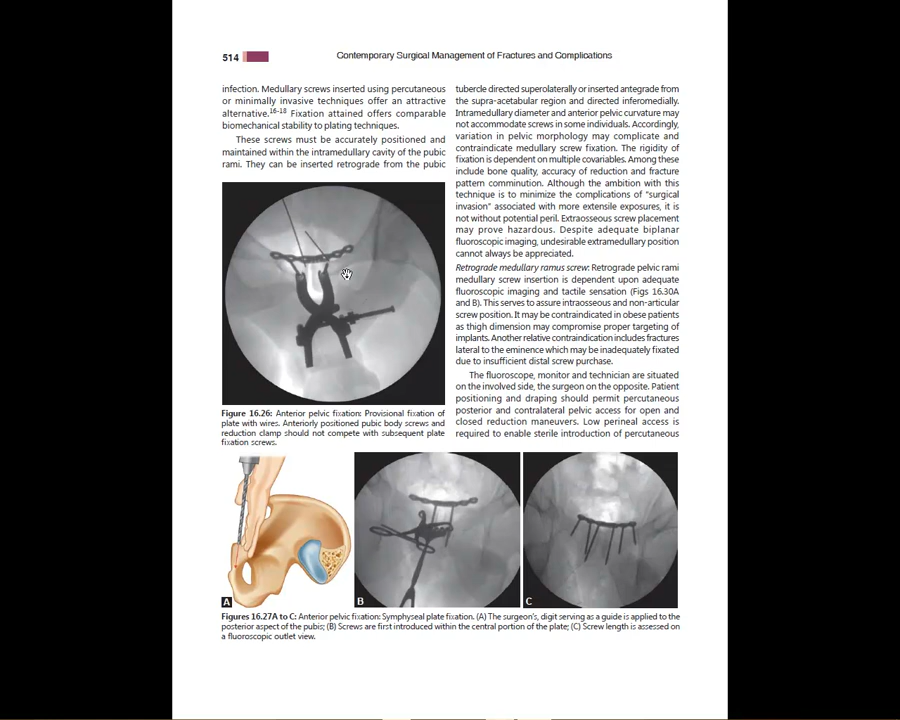 514
Contemporary Surgical Management of Fractures and Complications
infection. Medullary screws inserted using percutaneous
or minimally invasive techniques offer an attractive
alternative.16-18 Fixation attained offers comparable
biomechanical stability to plating techniques.
These screws must be accurately positioned and
maintained within the intramedullary cavity of the pubic
rami. They can be inserted retrograde from the pubic
Figure 16.26: Anterior pelvic fixation: Provisional fixation of
plate with wires. Anteriorly positioned pubic body screws and
reduction clamp should not compete with subsequent plate
fixation screws.
tubercle directed superolaterally or inserted antegrade from
the supra-acetabular region and directed inferomedially.
Intramedullary diameter and anterior pelvic curvature may
not accommodate screws in some individuals. Accordingly,
variation in pelvic morphology may complicate and
contraindicate medullary screw fixation. The rigidity of
fixation is dependent on multiple covariables. Among these
include bone quality, accuracy of reduction and fracture
pattern comminution. Although the ambition with this
technique is to minimize the complications of "surgical
invasion" associated with more extensile exposures, it is
not without potential peril. Extraosseous screw placement
may prove hazardous. Despite adequate biplanar
fluoroscopic imaging, undesirable extramedullary position
cannot always be appreciated.
Retrograde medullary ramus screw: Retrograde pelvic rami
medullary screw insertion is dependent upon adequate
fluoroscopic imaging and tactile sensation (Figs 16.30A
and B). This serves to assure intraosseous and non-articular
screw position. It may be contraindicated in obese patients
as thigh dimension may compromise proper targeting of
implants. Another relative contraindication includes fractures
lateral to the eminence which may be inadequately fixated
due to insufficient distal screw purchase.
The fluoroscope, monitor and technician are situated
on the involved side, the surgeon on the opposite. Patient
positioning and draping should permit percutaneous
posterior and contralateral pelvic access for open and
closed reduction maneuvers. Low perineal access is
required to enable sterile introduction of percutaneous
A
B
C
Figures 16.27A to C: Anterior pelvic fixation: Symphyseal plate fixation. (A) The surgeon's, digit serving as a guide is applied to the
posterior aspect of the pubis; (B) Screws are first introduced within the central portion of the plate; (C) Screw length is assessed on
a fluoroscopic outlet view.